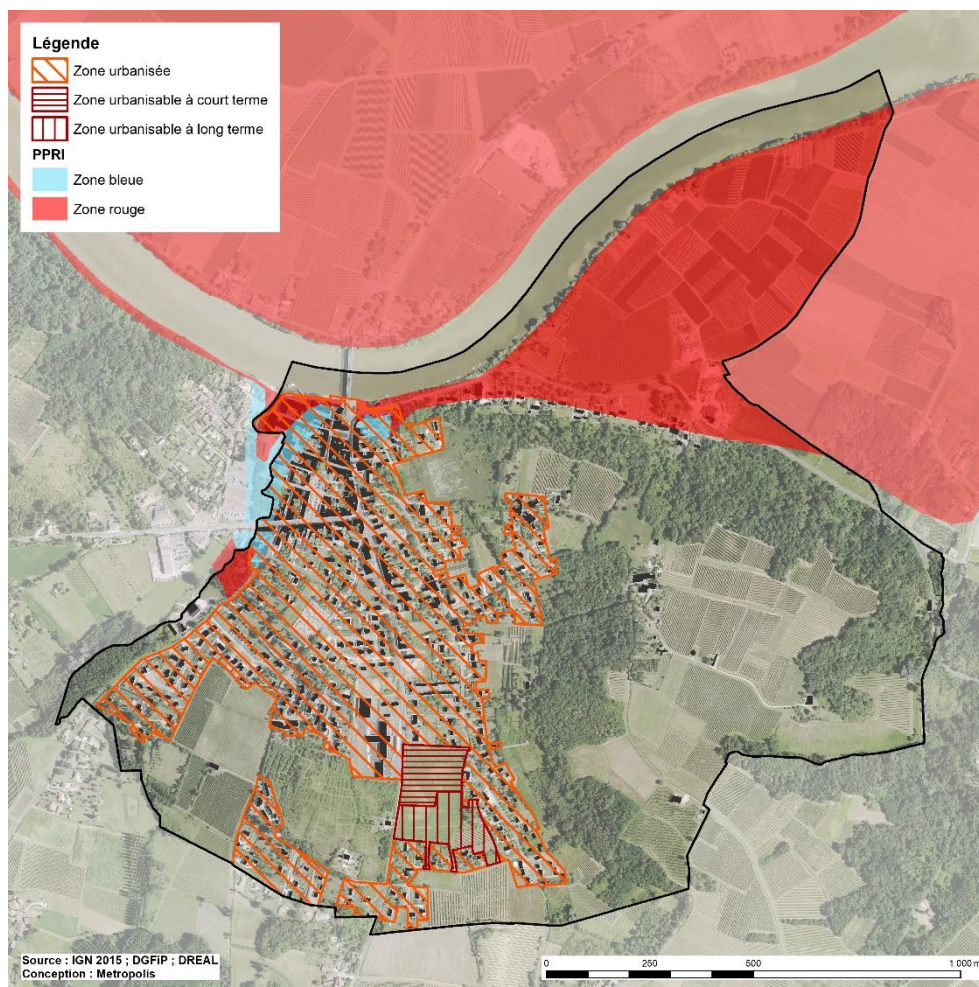 Légende
Zone urbanisée
Zone urbanisable à court terme
Zone urbanisable à long terme
PPRI
Zone bleue
Zone rouge
Source : IGN 2015 ; DGFiP ; DREAL
Conception : Metropolis
0 250 500 1 000 m